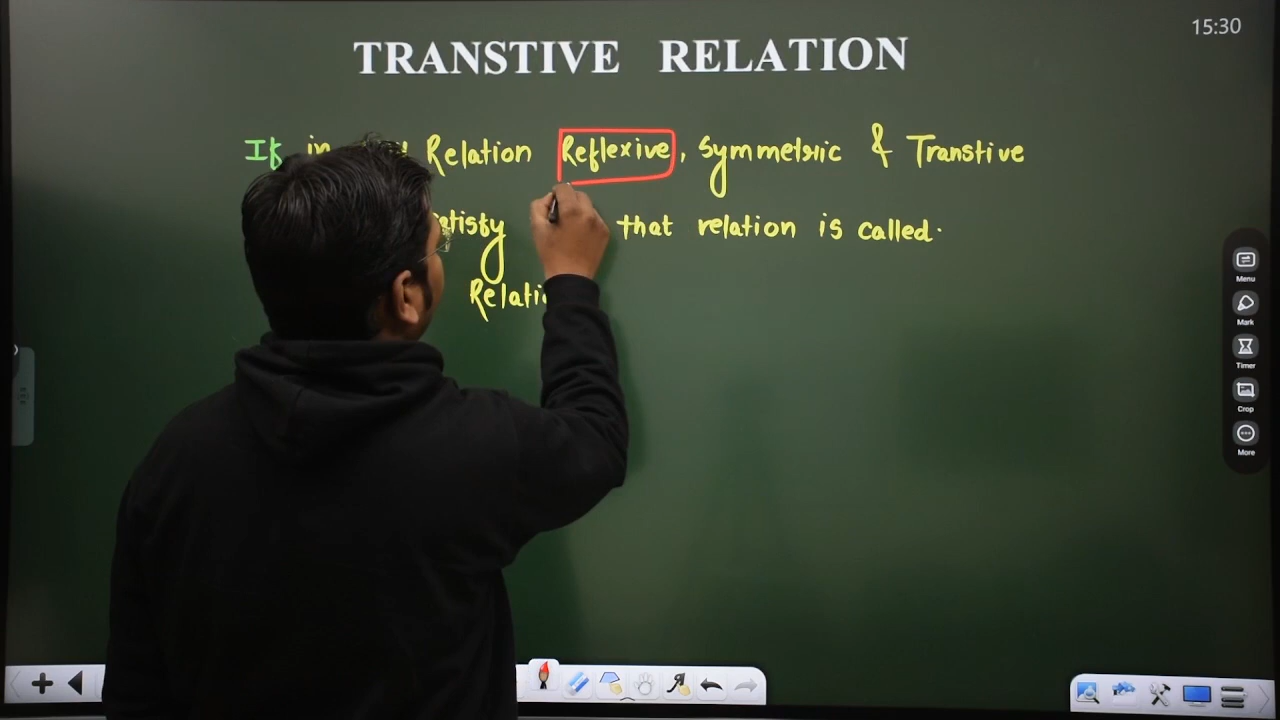 15:30
TRANSTIVE RELATION
If in Relation Reflexive, Symmetric & Transtive
that relation is called.
Menu
Mark
Timer
Crop
More